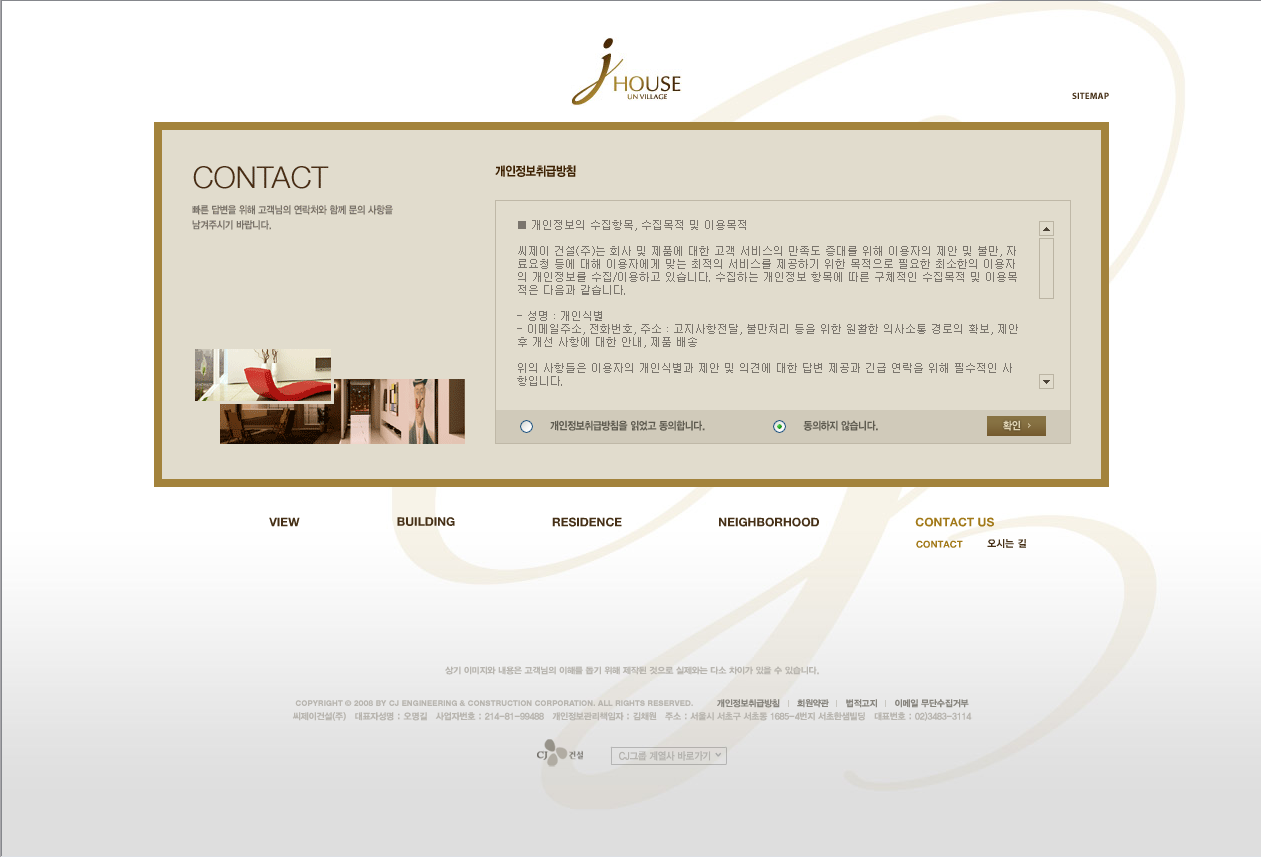 j HOUSE
UN VILLAGE
SITEMAP
CONTACT
빠른 답변을 위해 고객님의 연락처와 함께 문의 사항을
남겨주시기 바랍니다.
개인정보취급방침
■ 개인정보의 수집항목, 수집목적 및 이용목적
씨제이 건설(주)는 회사 및 제품에 대한 고객 서비스의 만족도 증대를 위해 이용자의 제안 및 불만, 자
료요청 등에 대해 이용자에게 맞는 최적의 서비스를 제공하기 위한 목적으로 필요한 최소한의 이용자
의 개인정보를 수집/이용하고 있습니다. 수집하는 개인정보 항목에 따른 구체적인 수집목적 및 이용목
적은 다음과 같습니다.
- 성명 : 개인식별
- 이메일주소, 전화번호, 주소 : 고지사항전달, 불만처리 등을 위한 원활한 의사소통 경로의 확보, 제안
후 개선 사항에 대한 안내, 제품 배송
위의 사항들은 이용자의 개인식별과 제안 및 의견에 대한 답변 제공과 긴급 연락을 위해 필수적인 사
항입니다.
개인정보취급방침을 읽었고 동의합니다. 동의하지 않습니다. 확인 >
VIEW BUILDING RESIDENCE NEIGHBORHOOD CONTACT US
CONTACT 오시는 길
상기 이미지와 내용은 고객님의 이해를 돕기 위해 제작된 것으로 실제와는 다소 차이가 있을 수 있습니다.
COPYRIGHT © 2008 BY CJ ENGINEERING & CONSTRUCTION CORPORATION. ALL RIGHTS RESERVED. 개인정보취급방침 | 회원약관 | 법적고지 | 이메일 무단수집거부
씨제이건설(주) 대표자성명 : 오명길 사업자번호 : 214-81-99488 개인정보관리책임자 : 김채원 주소 : 서울시 서초구 서초동 1685-4번지 서초한샘빌딩 대표번호 : 02)3483-3114
CJ 건설 CJ그룹 계열사 바로가기